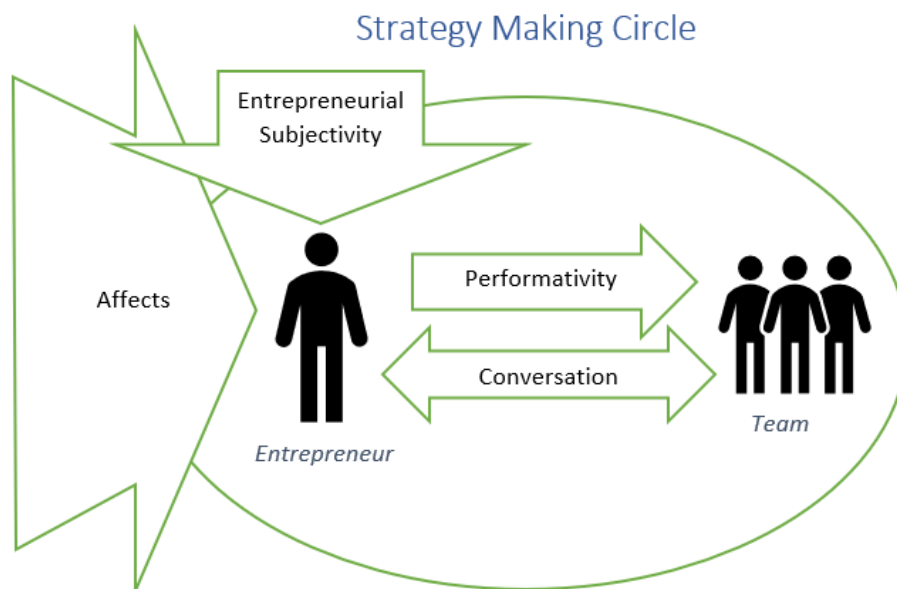 Strategy Making Circle
Entrepreneurial
Subjectivity
Affects
Performativity
Conversation
Entrepreneur
Team